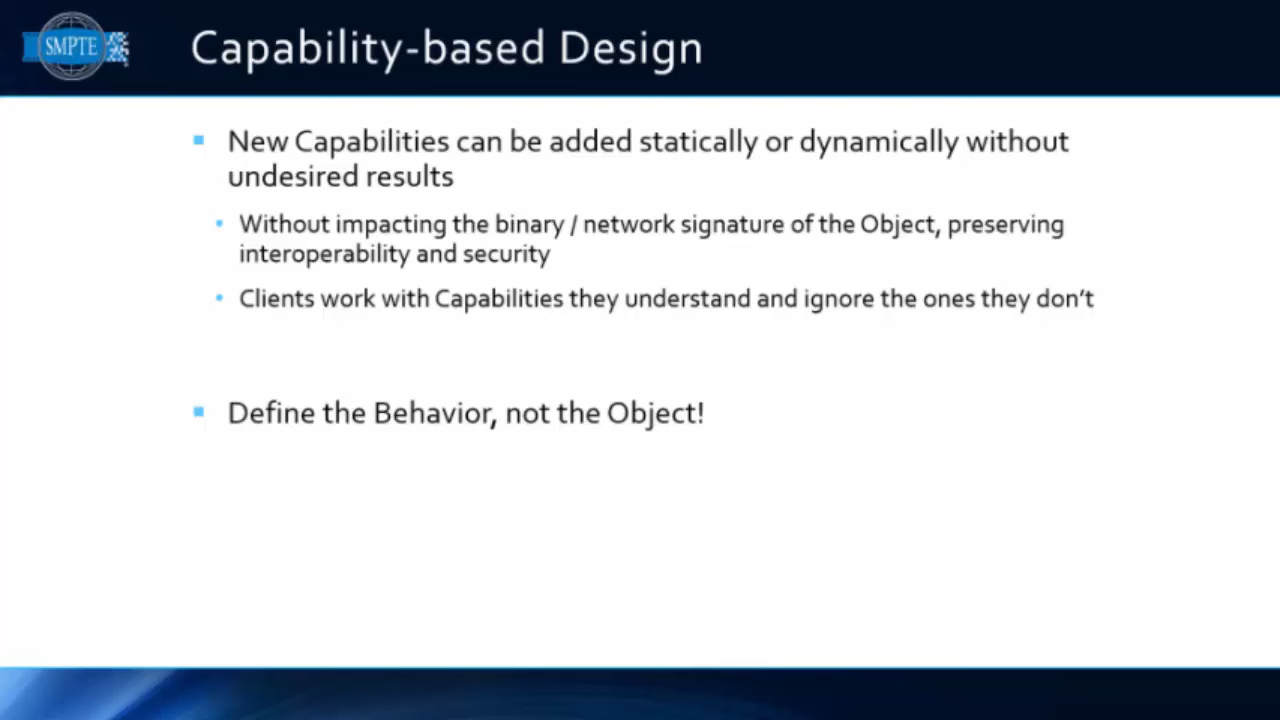 SMPTE
Capability-based Design
New Capabilities can be added statically or dynamically without
undesired results
Without impacting the binary / network signature of the Object, preserving
interoperability and security
Clients work with Capabilities they understand and ignore the ones they don't
Define the Behavior, not the Object!